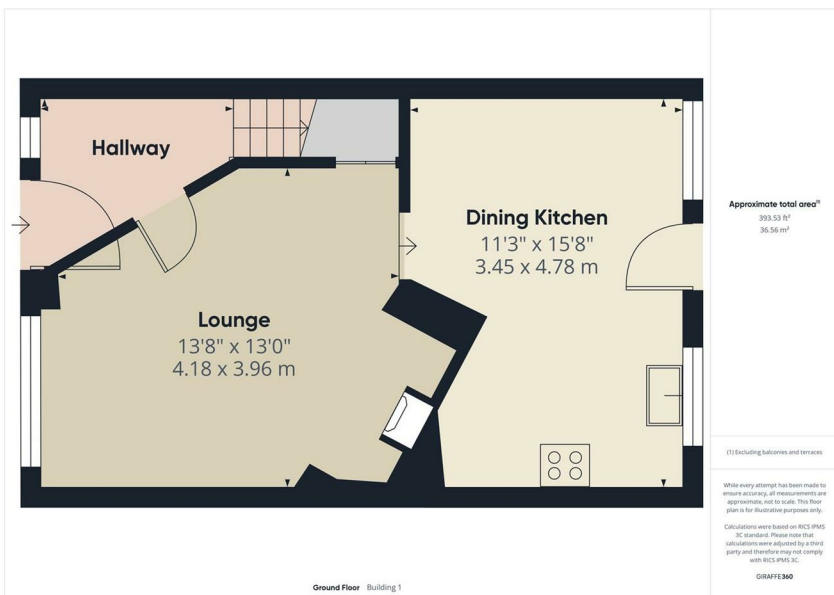 Hallway
Dining Kitchen
11'3" x 15'8"
3.45 x 4.78 m
Lounge
13'8" x 13'0"
4.18 x 3.96 m
Ground Floor Building 1
Approximate total area⁽¹⁾
393.53 ft²
36.56 m²
(1) Excluding balconies and terraces
While every attempt has been made to
ensure accuracy, all measurements are
approximate, not to scale. This floor
plan is for illustrative purposes only.
Calculations were based on RICS IPMS
3C standard. Please note that
calculations were adjusted by a third
party and therefore may not comply
with RICS IPMS 3C.
GIRAFFE360